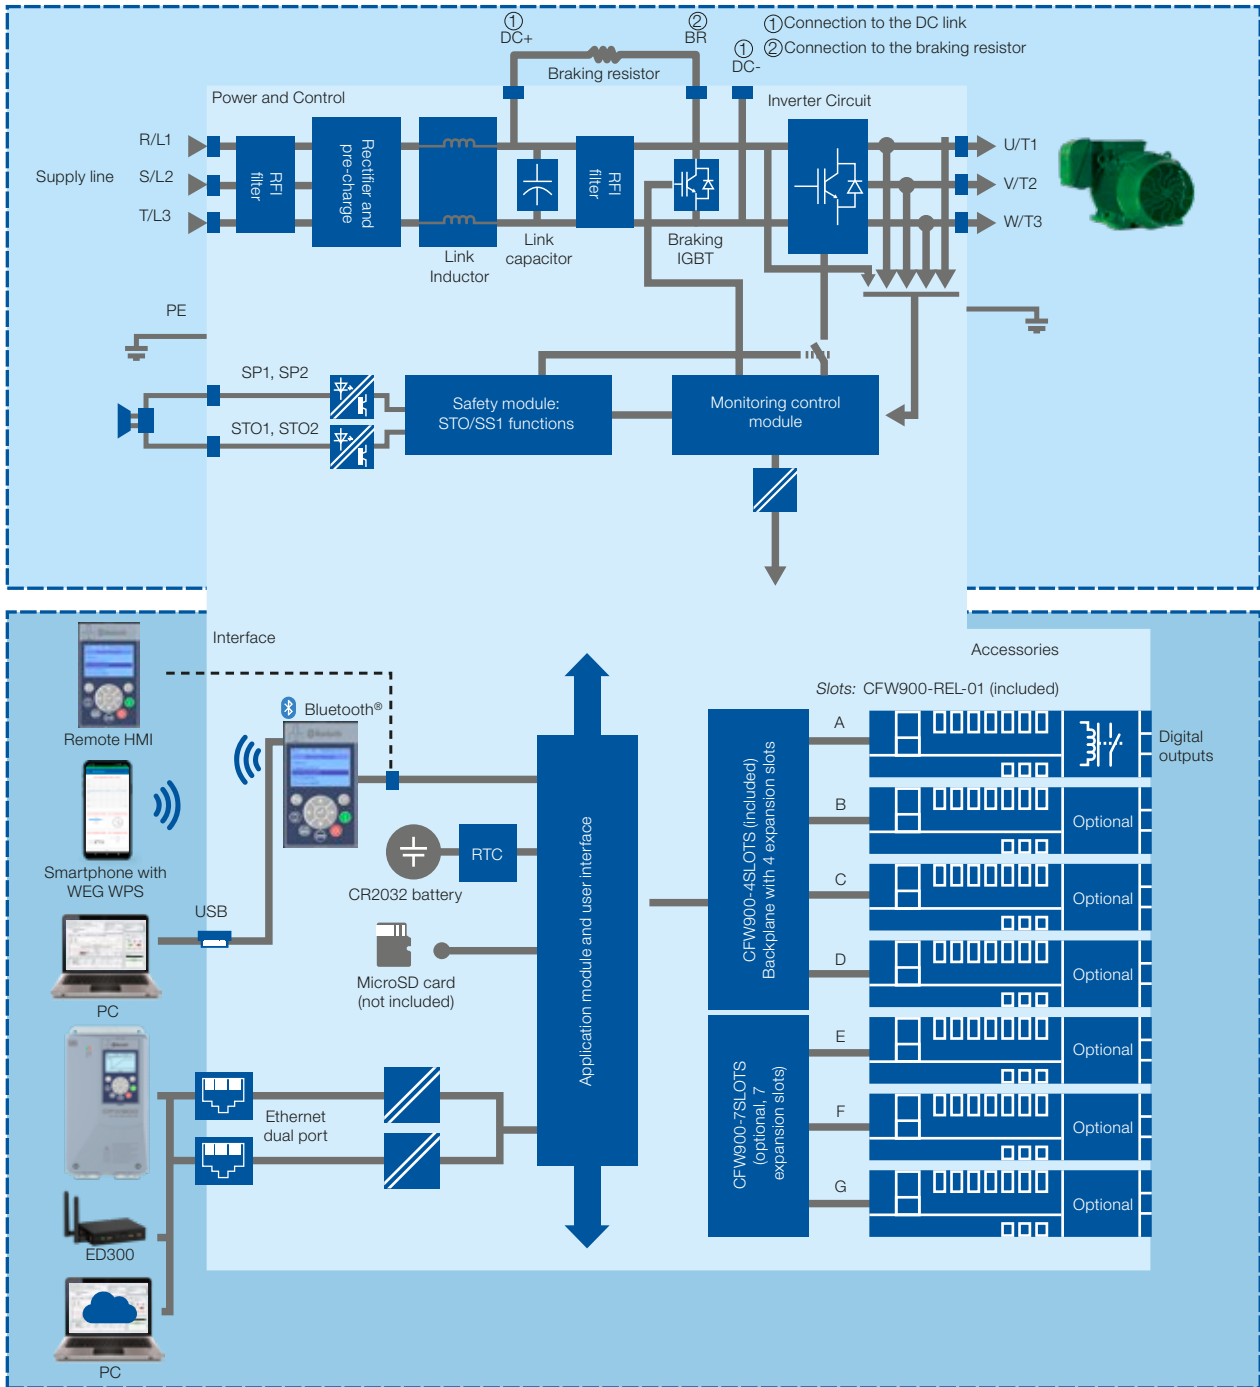 ① ② ①Connection to the DC link
DC+ BR ① ②Connection to the braking resistor
Braking resistor DC-
Power and Control
Inverter Circuit
Supply line
R/L1
S/L2
T/L3
RFI
filter
Rectifier and
pre-charge
Link
Inductor
Link
capacitor
RFI
filter
Braking
IGBT
U/T1
V/T2
W/T3
PE
SP1, SP2
STO1, STO2
Safety module:
STO/SS1 functions
Monitoring control
module
Interface
Accessories
Slots: CFW900-REL-01 (included)
Remote HMI
Bluetooth®
Smartphone with
WEG WPS
USB
PC
CR2032 battery
RTC
MicroSD card
(not included)
Ethernet
dual port
ED300
PC
Application module and user interface
CFW900-4SLOTS (included)
Backplane with 4 expansion slots
CFW900-7SLOTS
(optional, 7
expansion slots)
A
Digital
outputs
B
Optional
C
Optional
D
Optional
E
Optional
F
Optional
G
Optional